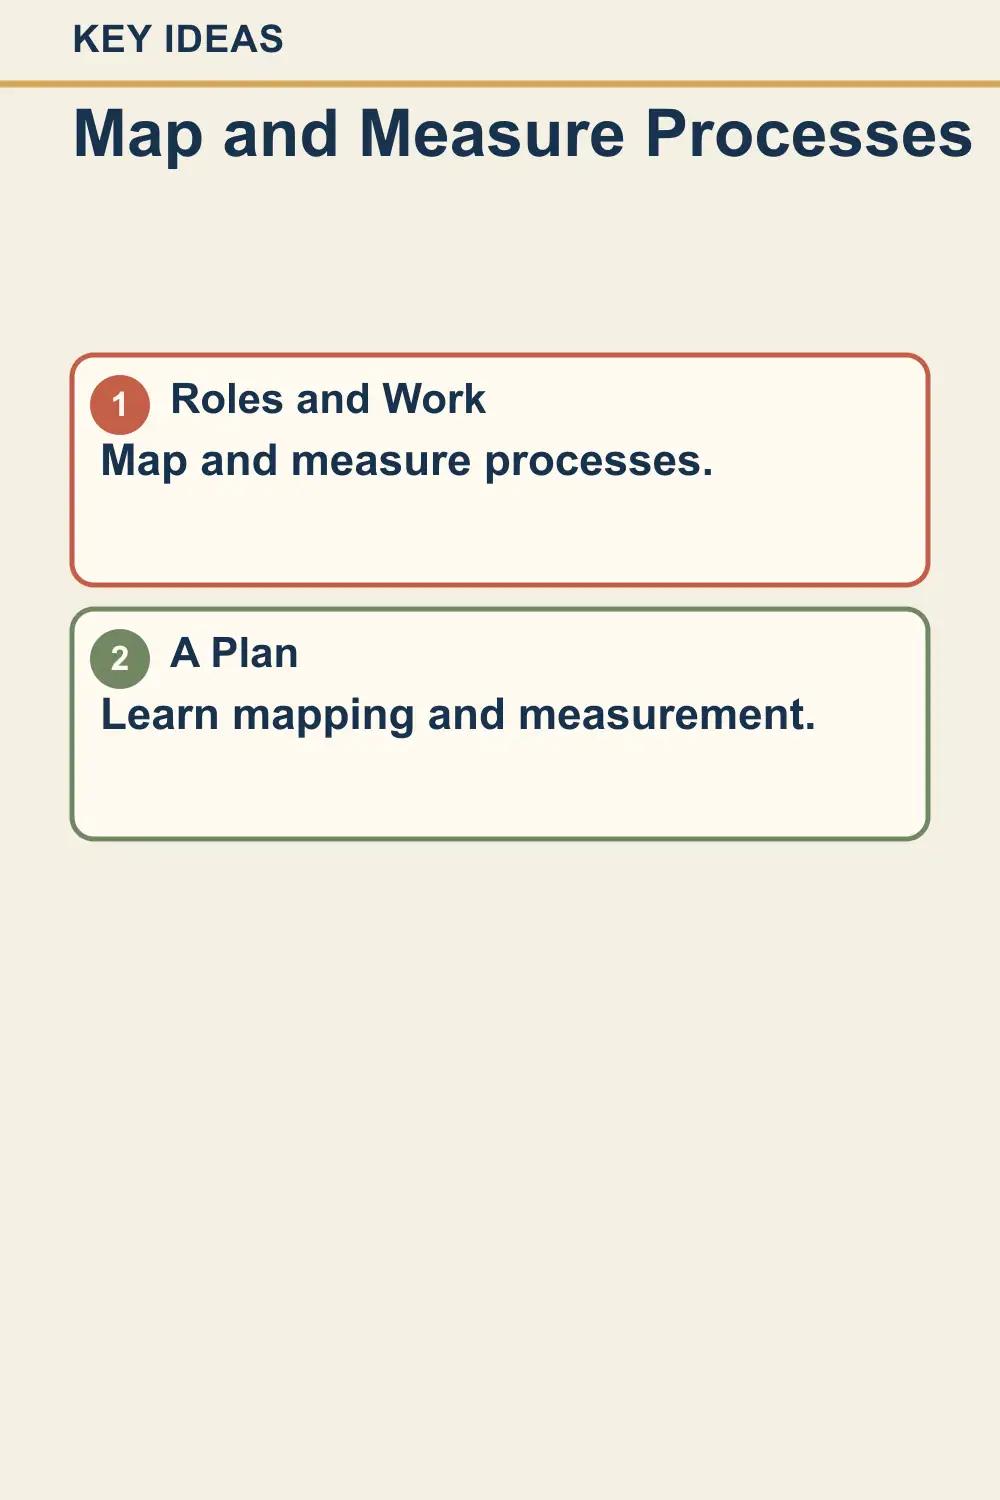 KEY IDEAS
Map and Measure Processes
1 Roles and Work
Map and measure processes.
2 A Plan
Learn mapping and measurement.